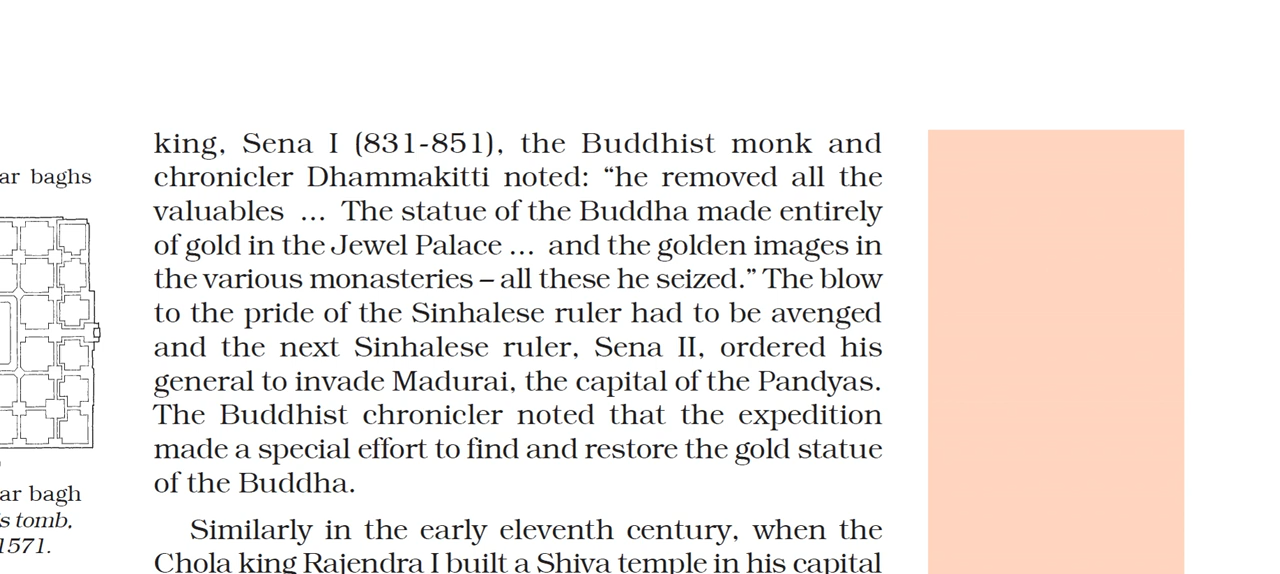 king, Sena I (831-851), the Buddhist monk and
chronicler Dhammakitti noted: “he removed all the
valuables ... The statue of the Buddha made entirely
of gold in the Jewel Palace ... and the golden images in
the various monasteries – all these he seized.” The blow
to the pride of the Sinhalese ruler had to be avenged
and the next Sinhalese ruler, Sena II, ordered his
general to invade Madurai, the capital of the Pandyas.
The Buddhist chronicler noted that the expedition
made a special effort to find and restore the gold statue
of the Buddha.
Similarly in the early eleventh century, when the
Chola king Rajendra I built a Shiva temple in his capital
baghs
bagh
tomb,
1571.